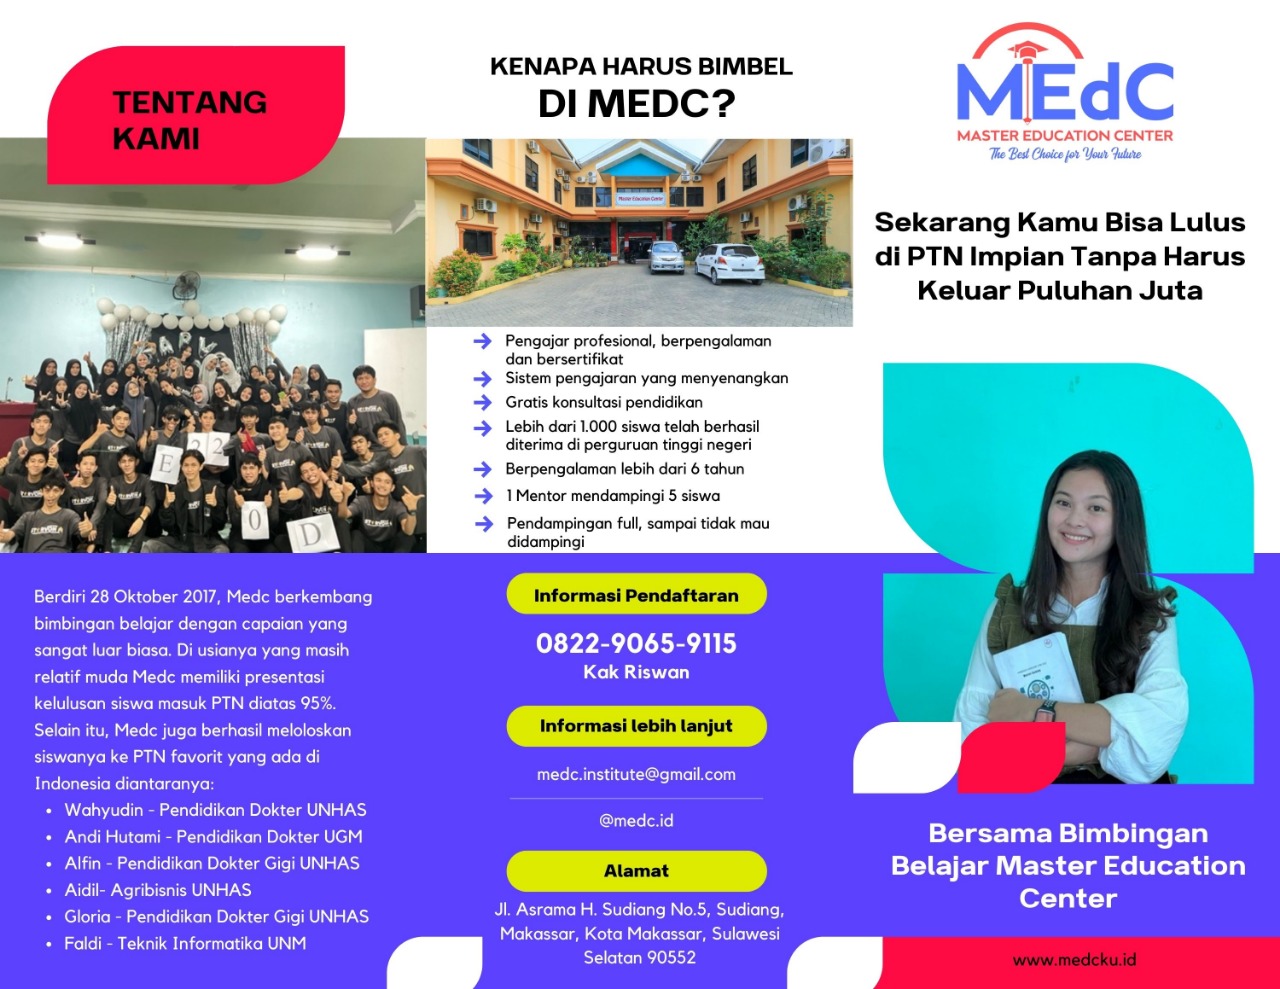 TENTANG
KAMI
Berdiri 28 Oktober 2017, Medc berkembang
bimbingan belajar dengan capaian yang
sangat luar biasa. Di usianya yang masih
relatif muda Medc memiliki presentasi
kelulusan siswa masuk PTN diatas 95%.
Selain itu, Medc juga berhasil meloloskan
siswanya ke PTN favorit yang ada di
Indonesia diantaranya:
• Wahyudin - Pendidikan Dokter UNHAS
• Andi Hutami - Pendidikan Dokter UGM
• Alfin - Pendidikan Dokter Gigi UNHAS
• Aidil- Agribisnis UNHAS
• Gloria - Pendidikan Dokter Gigi UNHAS
• Faldi - Teknik Informatika UNM
E 22
O D
KENAPA HARUS BIMBEL
DI MEDC?
Master Education Center
Pengajar profesional, berpengalaman
dan bersertifikat
Sistem pengajaran yang menyenangkan
Gratis konsultasi pendidikan
Lebih dari 1.000 siswa telah berhasil
diterima di perguruan tinggi negeri
Berpengalaman lebih dari 6 tahun
1 Mentor mendampingi 5 siswa
Pendampingan full, sampai tidak mau
didampingi
Informasi Pendaftaran
0822-9065-9115
Kak Riswan
Informasi lebih lanjut
medc.institute@gmail.com
@medc.id
Alamat
Jl. Asrama H. Sudiang No.5, Sudiang,
Makassar, Kota Makassar, Sulawesi
Selatan 90552
MEdC
MASTER EDUCATION CENTER
The Best Choice for Your Future
Sekarang Kamu Bisa Lulus
di PTN Impian Tanpa Harus
Keluar Puluhan Juta
Bersama Bimbingan
Belajar Master Education
Center
www.medcku.id